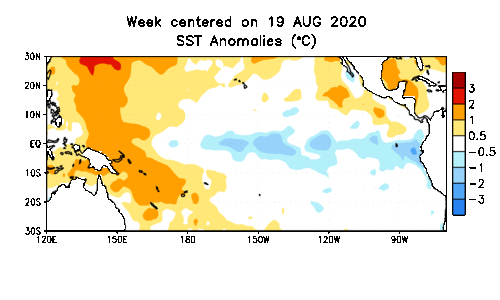 Week centered on 19 AUG 2020
SST Anomalies (°C)
30N
20N
10N
EQ
10S
20S
30S
120E 150E 180 150W 120W 90W
3
2
1
0.5
-0.5
-1
-2
-3